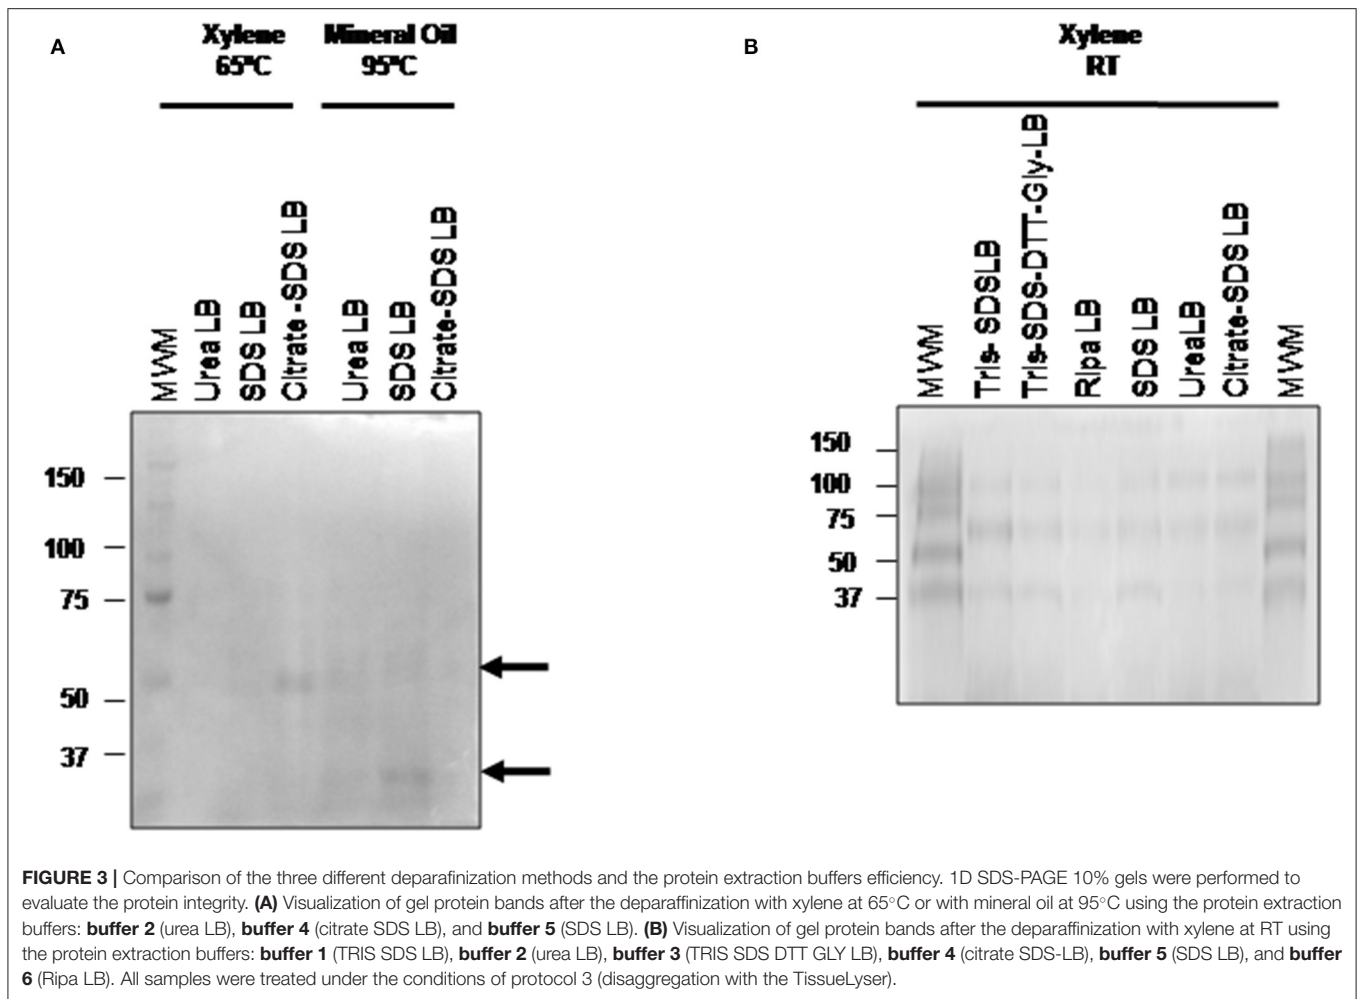 A
Xylene
65ºC
Mineral Oil
95ºC
MWM
Urea LB
SDS LB
Citrate -SDS LB
Urea LB
SDS LB
Citrate-SDS LB
150
100
75
50
37
B
Xylene
RT
MWM
Tris- SDSLB
Tris-SDS-DTT-Gly-LB
Ripa LB
SDS LB
UreaLB
Citrate-SDS LB
MWM
150
100
75
50
37
FIGURE 3 | Comparison of the three different deparafinization methods and the protein extraction buffers efficiency. 1D SDS-PAGE 10% gels were performed to
evaluate the protein integrity. (A) Visualization of gel protein bands after the deparaffinization with xylene at 65°C or with mineral oil at 95°C using the protein extraction
buffers: buffer 2 (urea LB), buffer 4 (citrate SDS LB), and buffer 5 (SDS LB). (B) Visualization of gel protein bands after the deparaffinization with xylene at RT using
the protein extraction buffers: buffer 1 (TRIS SDS LB), buffer 2 (urea LB), buffer 3 (TRIS SDS DTT GLY LB), buffer 4 (citrate SDS-LB), buffer 5 (SDS LB), and buffer
6 (Ripa LB). All samples were treated under the conditions of protocol 3 (disaggregation with the TissueLyser).